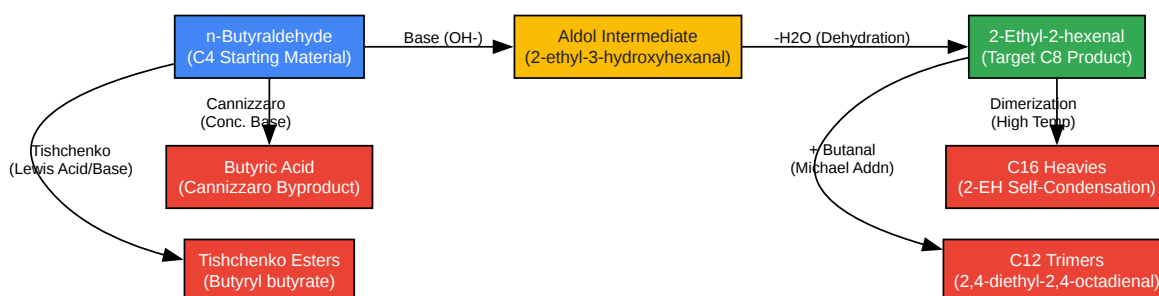 n-Butyraldehyde
(C4 Starting Material)
Base (OH-)
Aldol Intermediate
(2-ethyl-3-hydroxyhexanal)
-H2O (Dehydration)
2-Ethyl-2-hexenal
(Target C8 Product)
Cannizzaro
(Conc. Base)
Dimerization
(High Temp)
Tishchenko
(Lewis Acid/Base)
+ Butanal
(Michael Addn)
Butyric Acid
(Cannizzaro Byproduct)
C16 Heavies
(2-EH Self-Condensation)
Tishchenko Esters
(Butyryl butyrate)
C12 Trimers
(2,4-diethyl-2,4-octadienal)